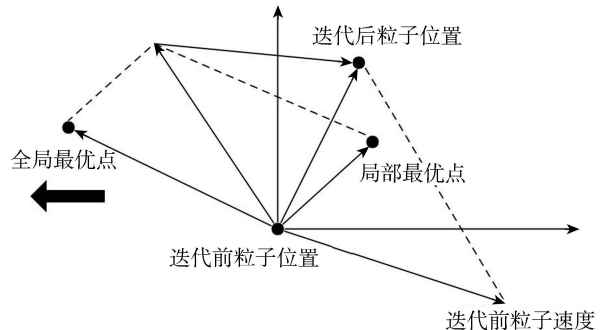 迭代后粒子位置
全局最优点
局部最优点
迭代前粒子位置
迭代前粒子速度